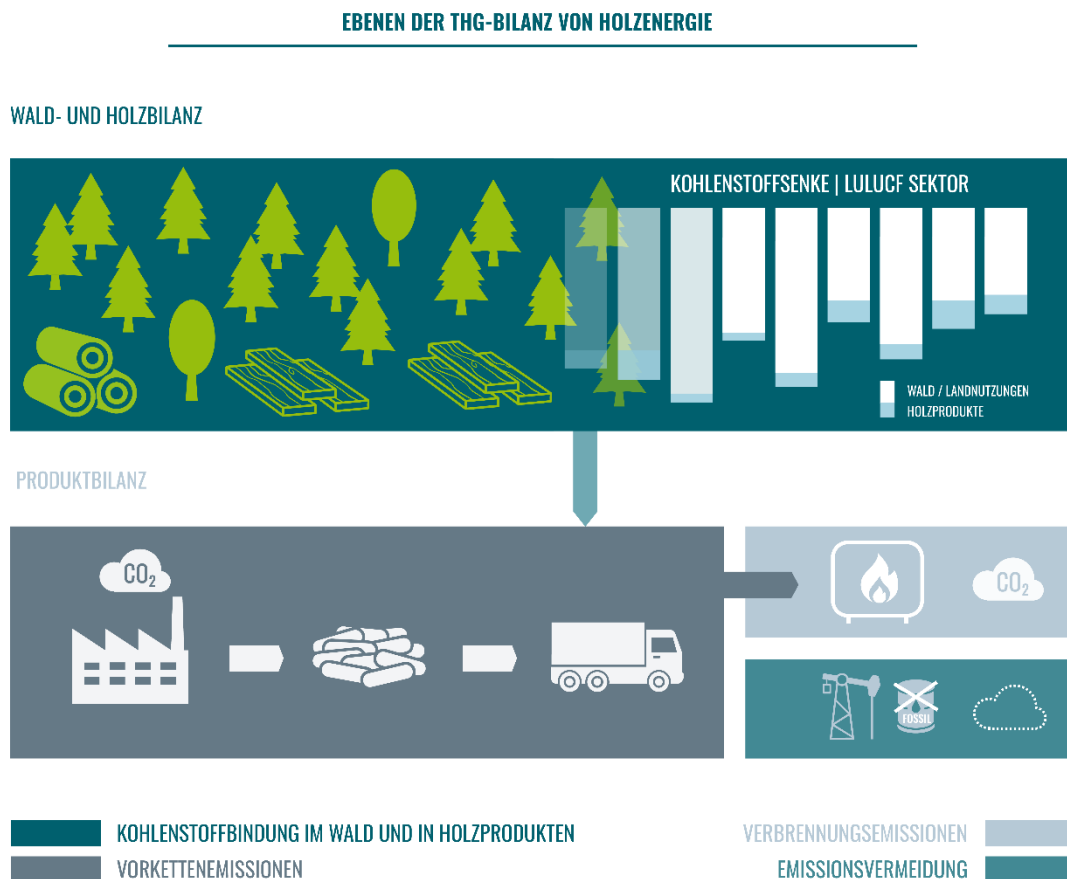 EBENEN DER THG-BILANZ VON HOLZENERGIE
WALD- UND HOLZBILANZ
KOHLENSTOFFSENKE | LULUCF SEKTOR
WALD / LANDNUTZUNGEN
HOLZPRODUKTE
PRODUKTBILANZ
CO₂
CO₂
FOSSIL
KOHLENSTOFFBINDUNG IM WALD UND IN HOLZPRODUKTEN
VORKETTENEMISSIONEN
VERBRENNUNGSEMISSIONEN
EMISSIONSVERMEIDUNG